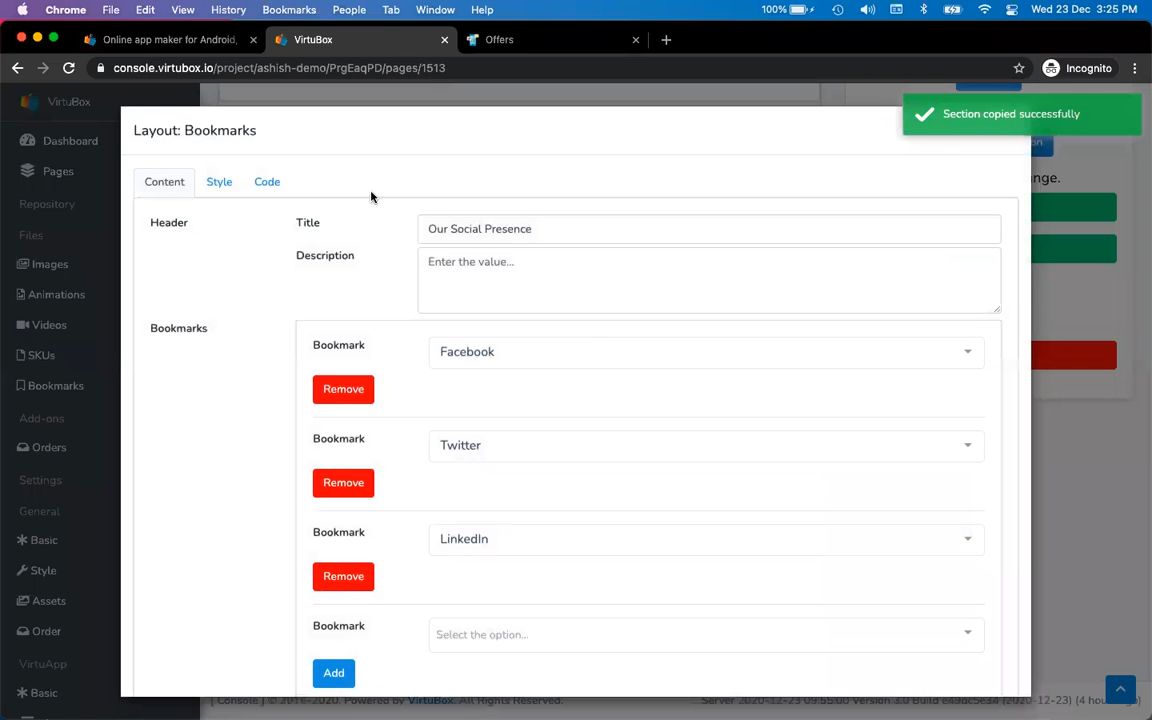 Chrome File Edit View History Bookmarks People Tab Window Help 100% Wed 23 Dec 3:25 PM
Online app maker for Android, VirtuBox Offers
console.virtubox.io/project/ashish-demo/PrgEaqPD/pages/1513 Incognito
VirtuBox
Section copied successfully
Layout: Bookmarks
Dashboard
Pages
Content Style Code
nge.
Repository
Header Title Our Social Presence
Files
Description Enter the value...
Images
Animations
Videos
Bookmarks
Bookmark Facebook
SKUs
Bookmarks
Remove
Add-ons
Bookmark Twitter
Orders
Settings
Remove
General
Bookmark LinkedIn
Basic
Style
Remove
Assets
Bookmark Select the option...
Order
VirtuApp
Add
Basic
[ Console ] © 2016-2020. Powered by VirtuBox. All Rights Reserved. Server 2020-12-23 09:55:00 Version 3.0 Build (2020-12-23) (4 hou